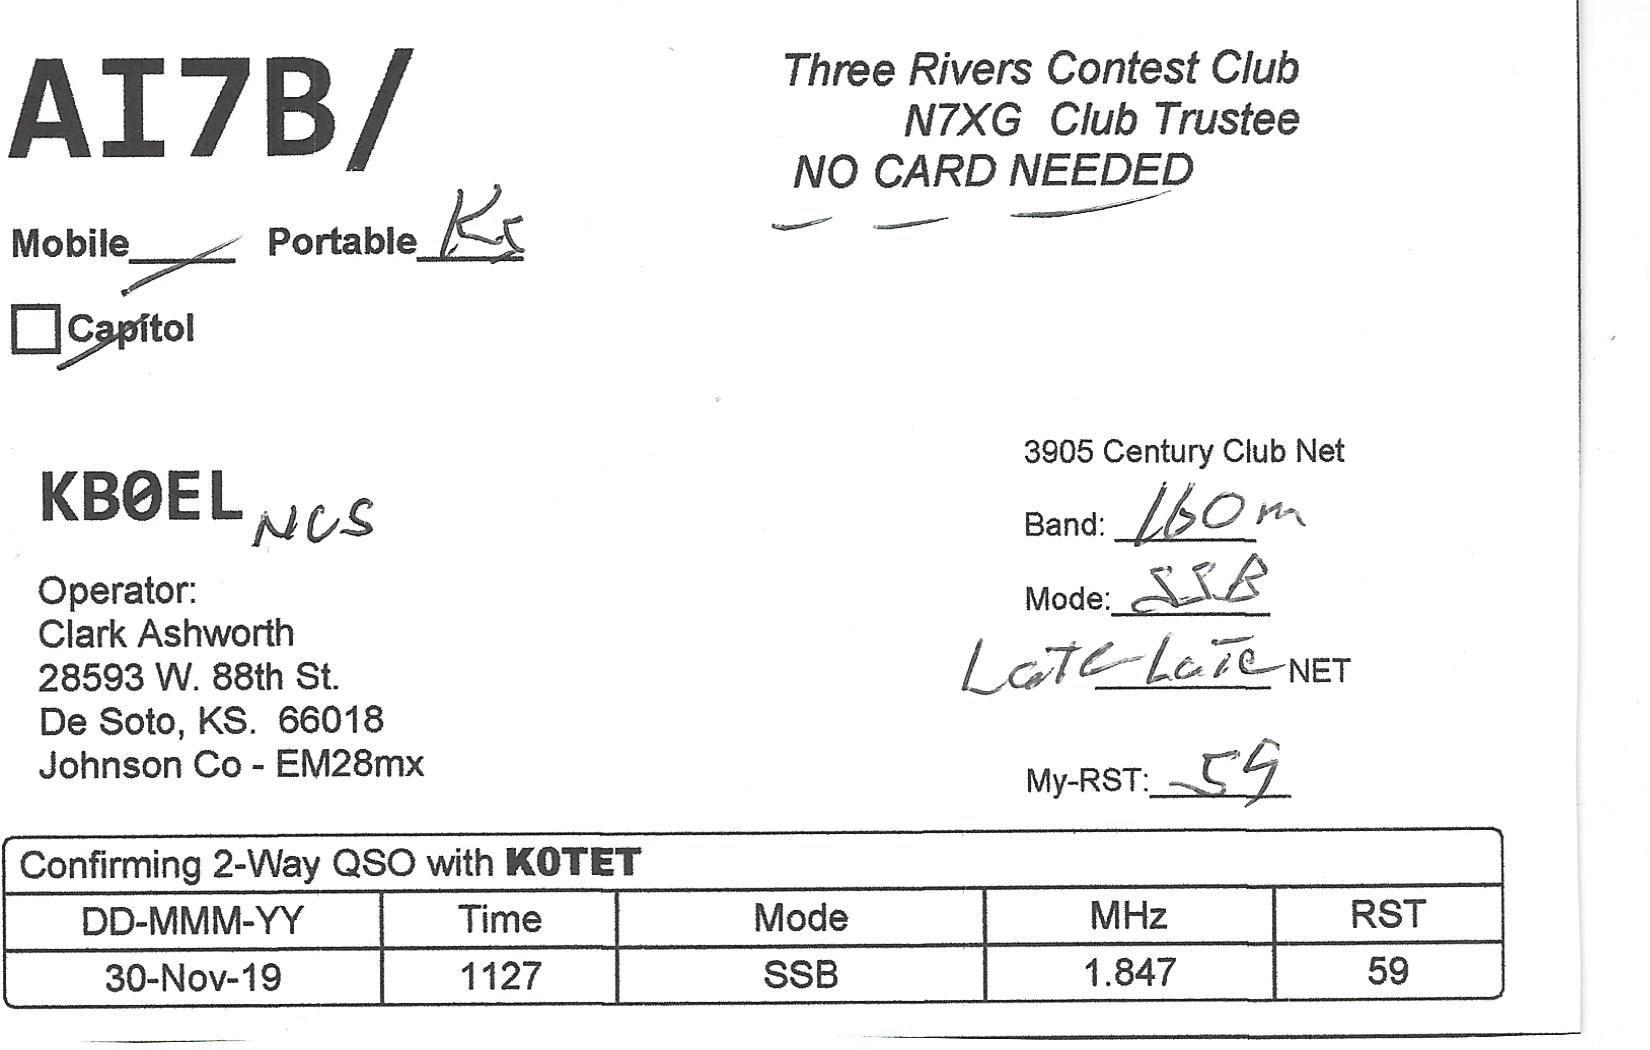 AI7B/
Three Rivers Contest Club
N7XG Club Trustee
NO CARD NEEDED
Mobile Portable Ks
Capitol
3905 Century Club Net
KBØEL NCS
Band: 160m
Mode: SSB
Late Late NET
My-RST: 59
Operator:
Clark Ashworth
28593 W. 88th St.
De Soto, KS. 66018
Johnson Co - EM28mx
Confirming 2-Way QSO with K0TET
DD-MMM-YY Time Mode MHz RST
30-Nov-19 1127 SSB 1.847 59